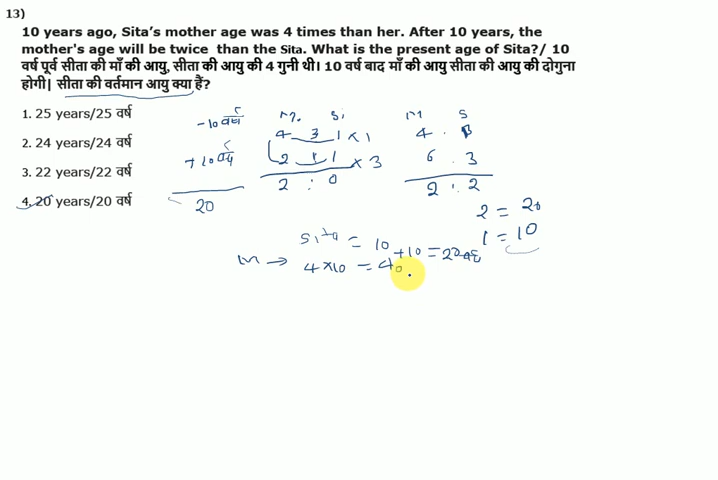 13)
10 years ago, Sita's mother age was 4 times than her. After 10 years, the
mother's age will be twice than the Sita. What is the present age of Sita?/ 10
वर्ष पूर्व सीता की माँ की आयु, सीता की आयु की 4 गुनी थी। 10 वर्ष बाद माँ की आयु सीता की आयु की दोगुना
होगी| सीता की वर्तमान आयु क्या हैं?
1. 25 years/25 वर्ष
2. 24 years/24 वर्ष
3. 22 years/22 वर्ष
4. 20 years/20 वर्ष
M. Si M S
-10 वर्ष 4 3 1 x 1 4 .
+10 वर्ष 2 1 1 x 3 6 . 3
20 2 : 0 2 : 2
2 = 20
1 = 10
Sita = 10 +10 = 20 वर्ष
m → 4 x 10 = 40